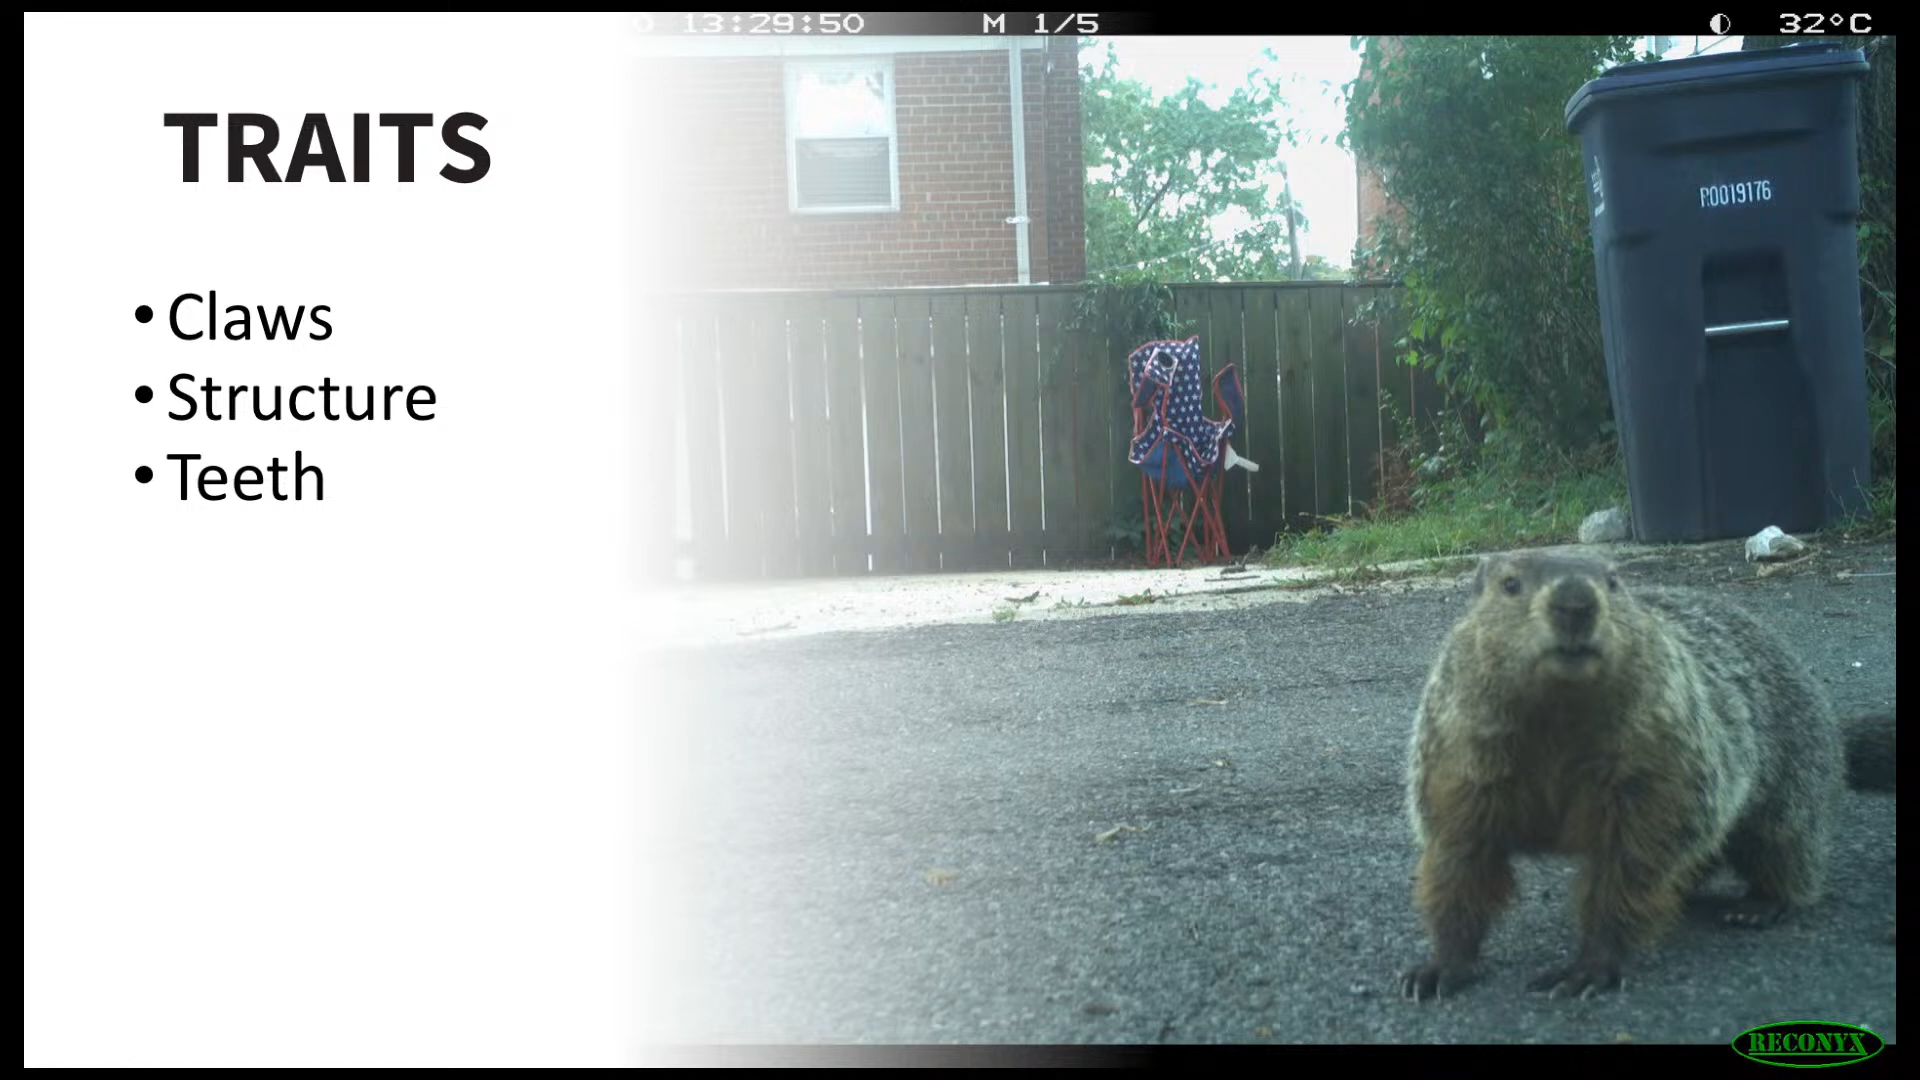 13:29:50 M 1/5 32°C
TRAITS
R0019176
• Claws
• Structure
• Teeth
RECONYX